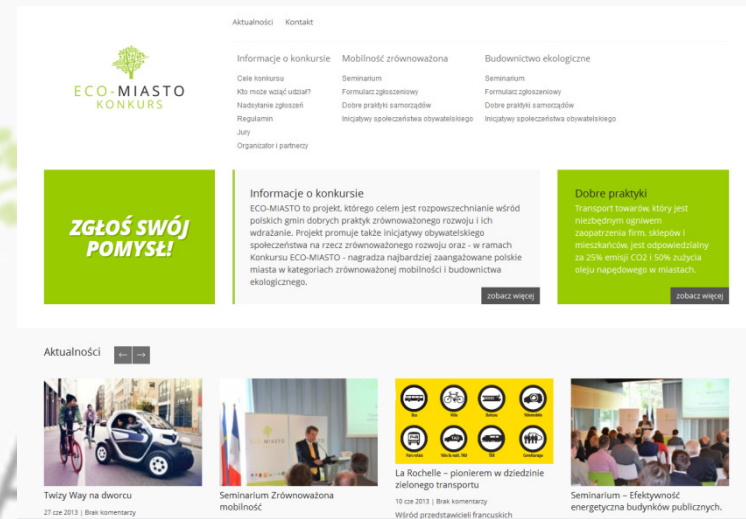 Aktualności Kontakt
ECO-MIASTO
KONKURS
Informacje o konkursie
Cele konkursu
Kto może wziąć udział?
Nadsyłanie zgłoszeń
Regulamin
Jury
Organizator i partnerzy
Mobilność zrównoważona
Seminarium
Formularz zgłoszeniowy
Dobre praktyki samorządów
Inicjatywy społeczeństwa obywatelskiego
Budownictwo ekologiczne
Seminarium
Formularz zgłoszeniowy
Dobre praktyki samorządów
Inicjatywy społeczeństwa obywatelskiego
ZGŁOŚ SWÓJ
POMYSŁ!
Informacje o konkursie
ECO-MIASTO to projekt, którego celem jest rozpowszechnianie wśród
polskich gmin dobrych praktyk zrównoważonego rozwoju i ich
wdrażanie. Projekt promuje także inicjatywy obywatelskiego
społeczeństwa na rzecz zrównoważonego rozwoju oraz - w ramach
Konkursu ECO-MIASTO - nagradza najbardziej zaangażowane polskie
miasta w kategoriach zrównoważonej mobilności i budownictwa
ekologicznego.
zobacz więcej
Dobre praktyki
Transport towarów, który jest
niezbędnym ogniwem
zaopatrzenia firm, sklepów i
mieszkańców, jest odpowiedzialny
za 25% emisji CO2 i 50% zużycia
oleju napędowego w miastach.
zobacz więcej
Aktualności ← →
Twizy Way na dworcu
27 cze 2013 | Brak komentarzy
ECO-MIASTO
Seminarium Zrównoważona
mobilność
La Rochelle – pionierem w dziedzinie
zielonego transportu
10 cze 2013 | Brak komentarzy
Wśród przedstawicieli francuskich
Seminarium – Efektywność
energetyczna budynków publicznych.